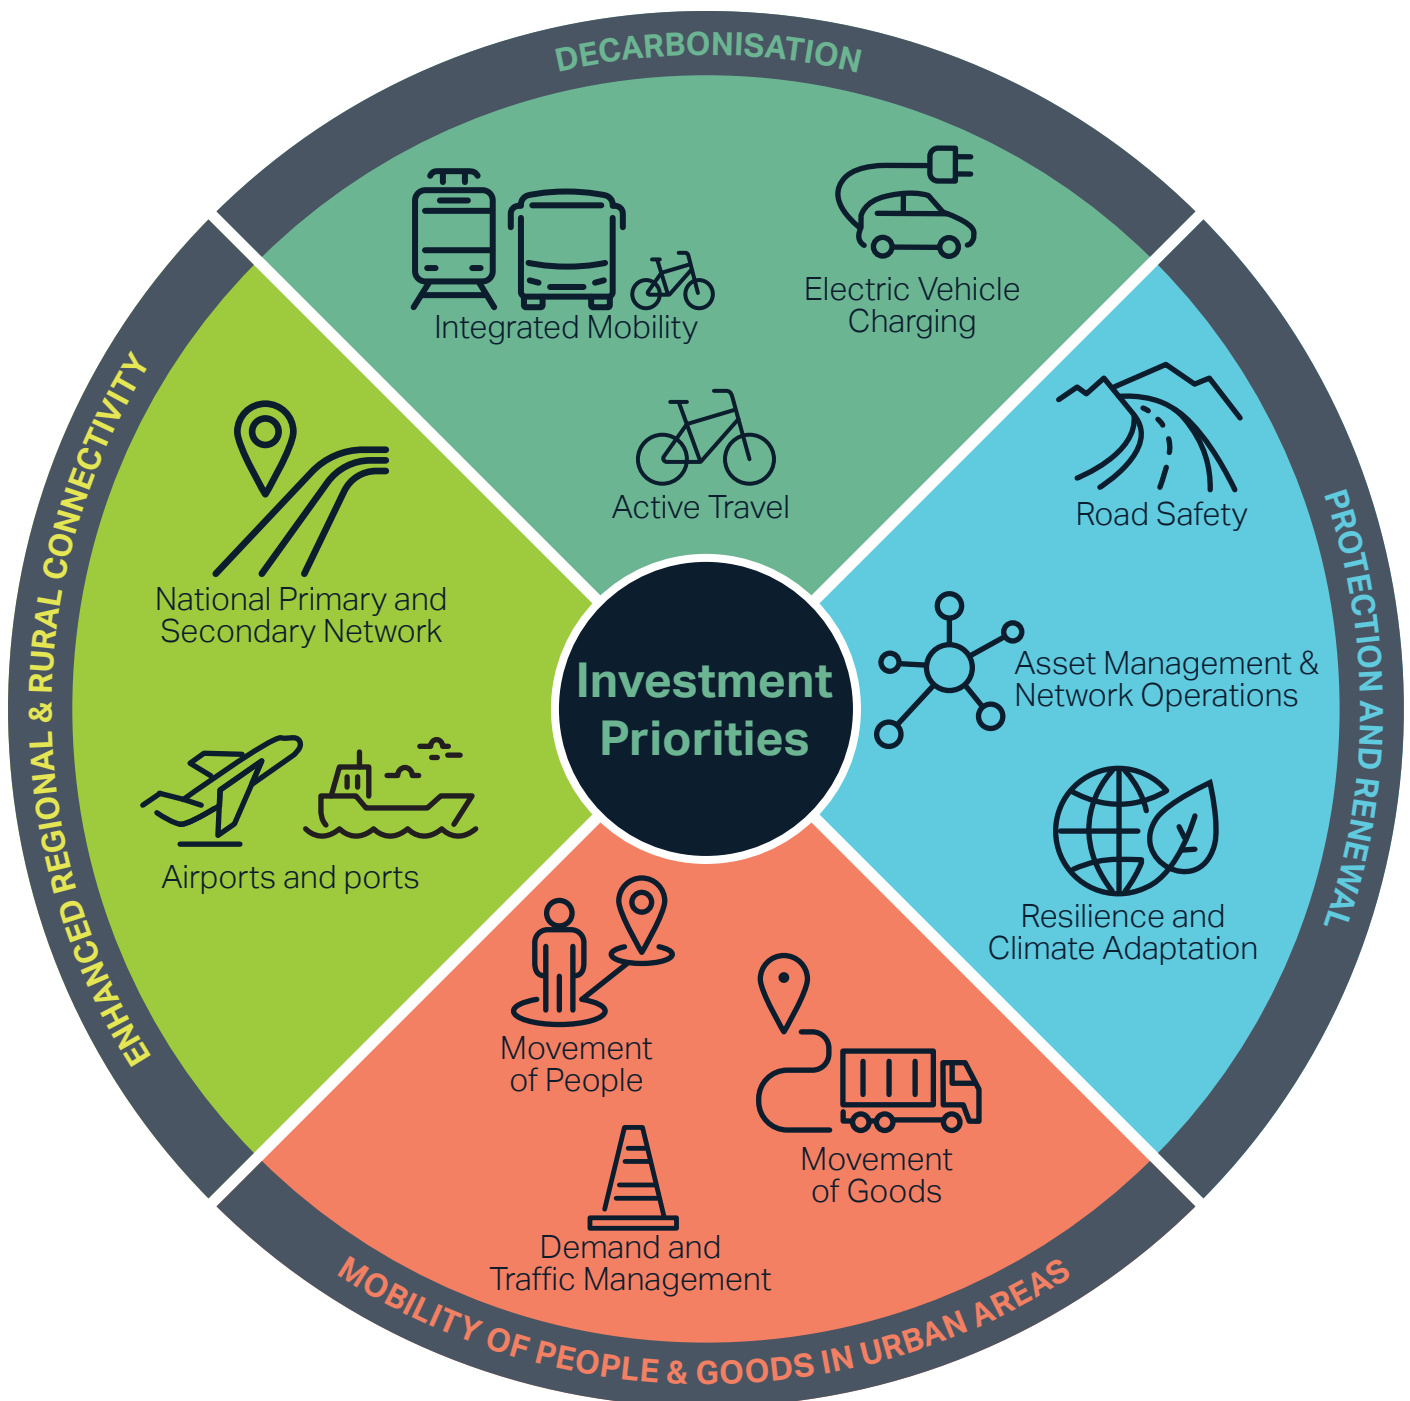 DECARBONISATION
Integrated Mobility
Electric Vehicle
Charging
Active Travel
PROTECTION AND RENEWAL
Road Safety
Asset Management &
Network Operations
Resilience and
Climate Adaptation
MOBILITY OF PEOPLE & GOODS IN URBAN AREAS
Movement
of People
Movement
of Goods
Demand and
Traffic Management
ENHANCED REGIONAL & RURAL CONNECTIVITY
National Primary and
Secondary Network
Airports and ports
Investment
Priorities